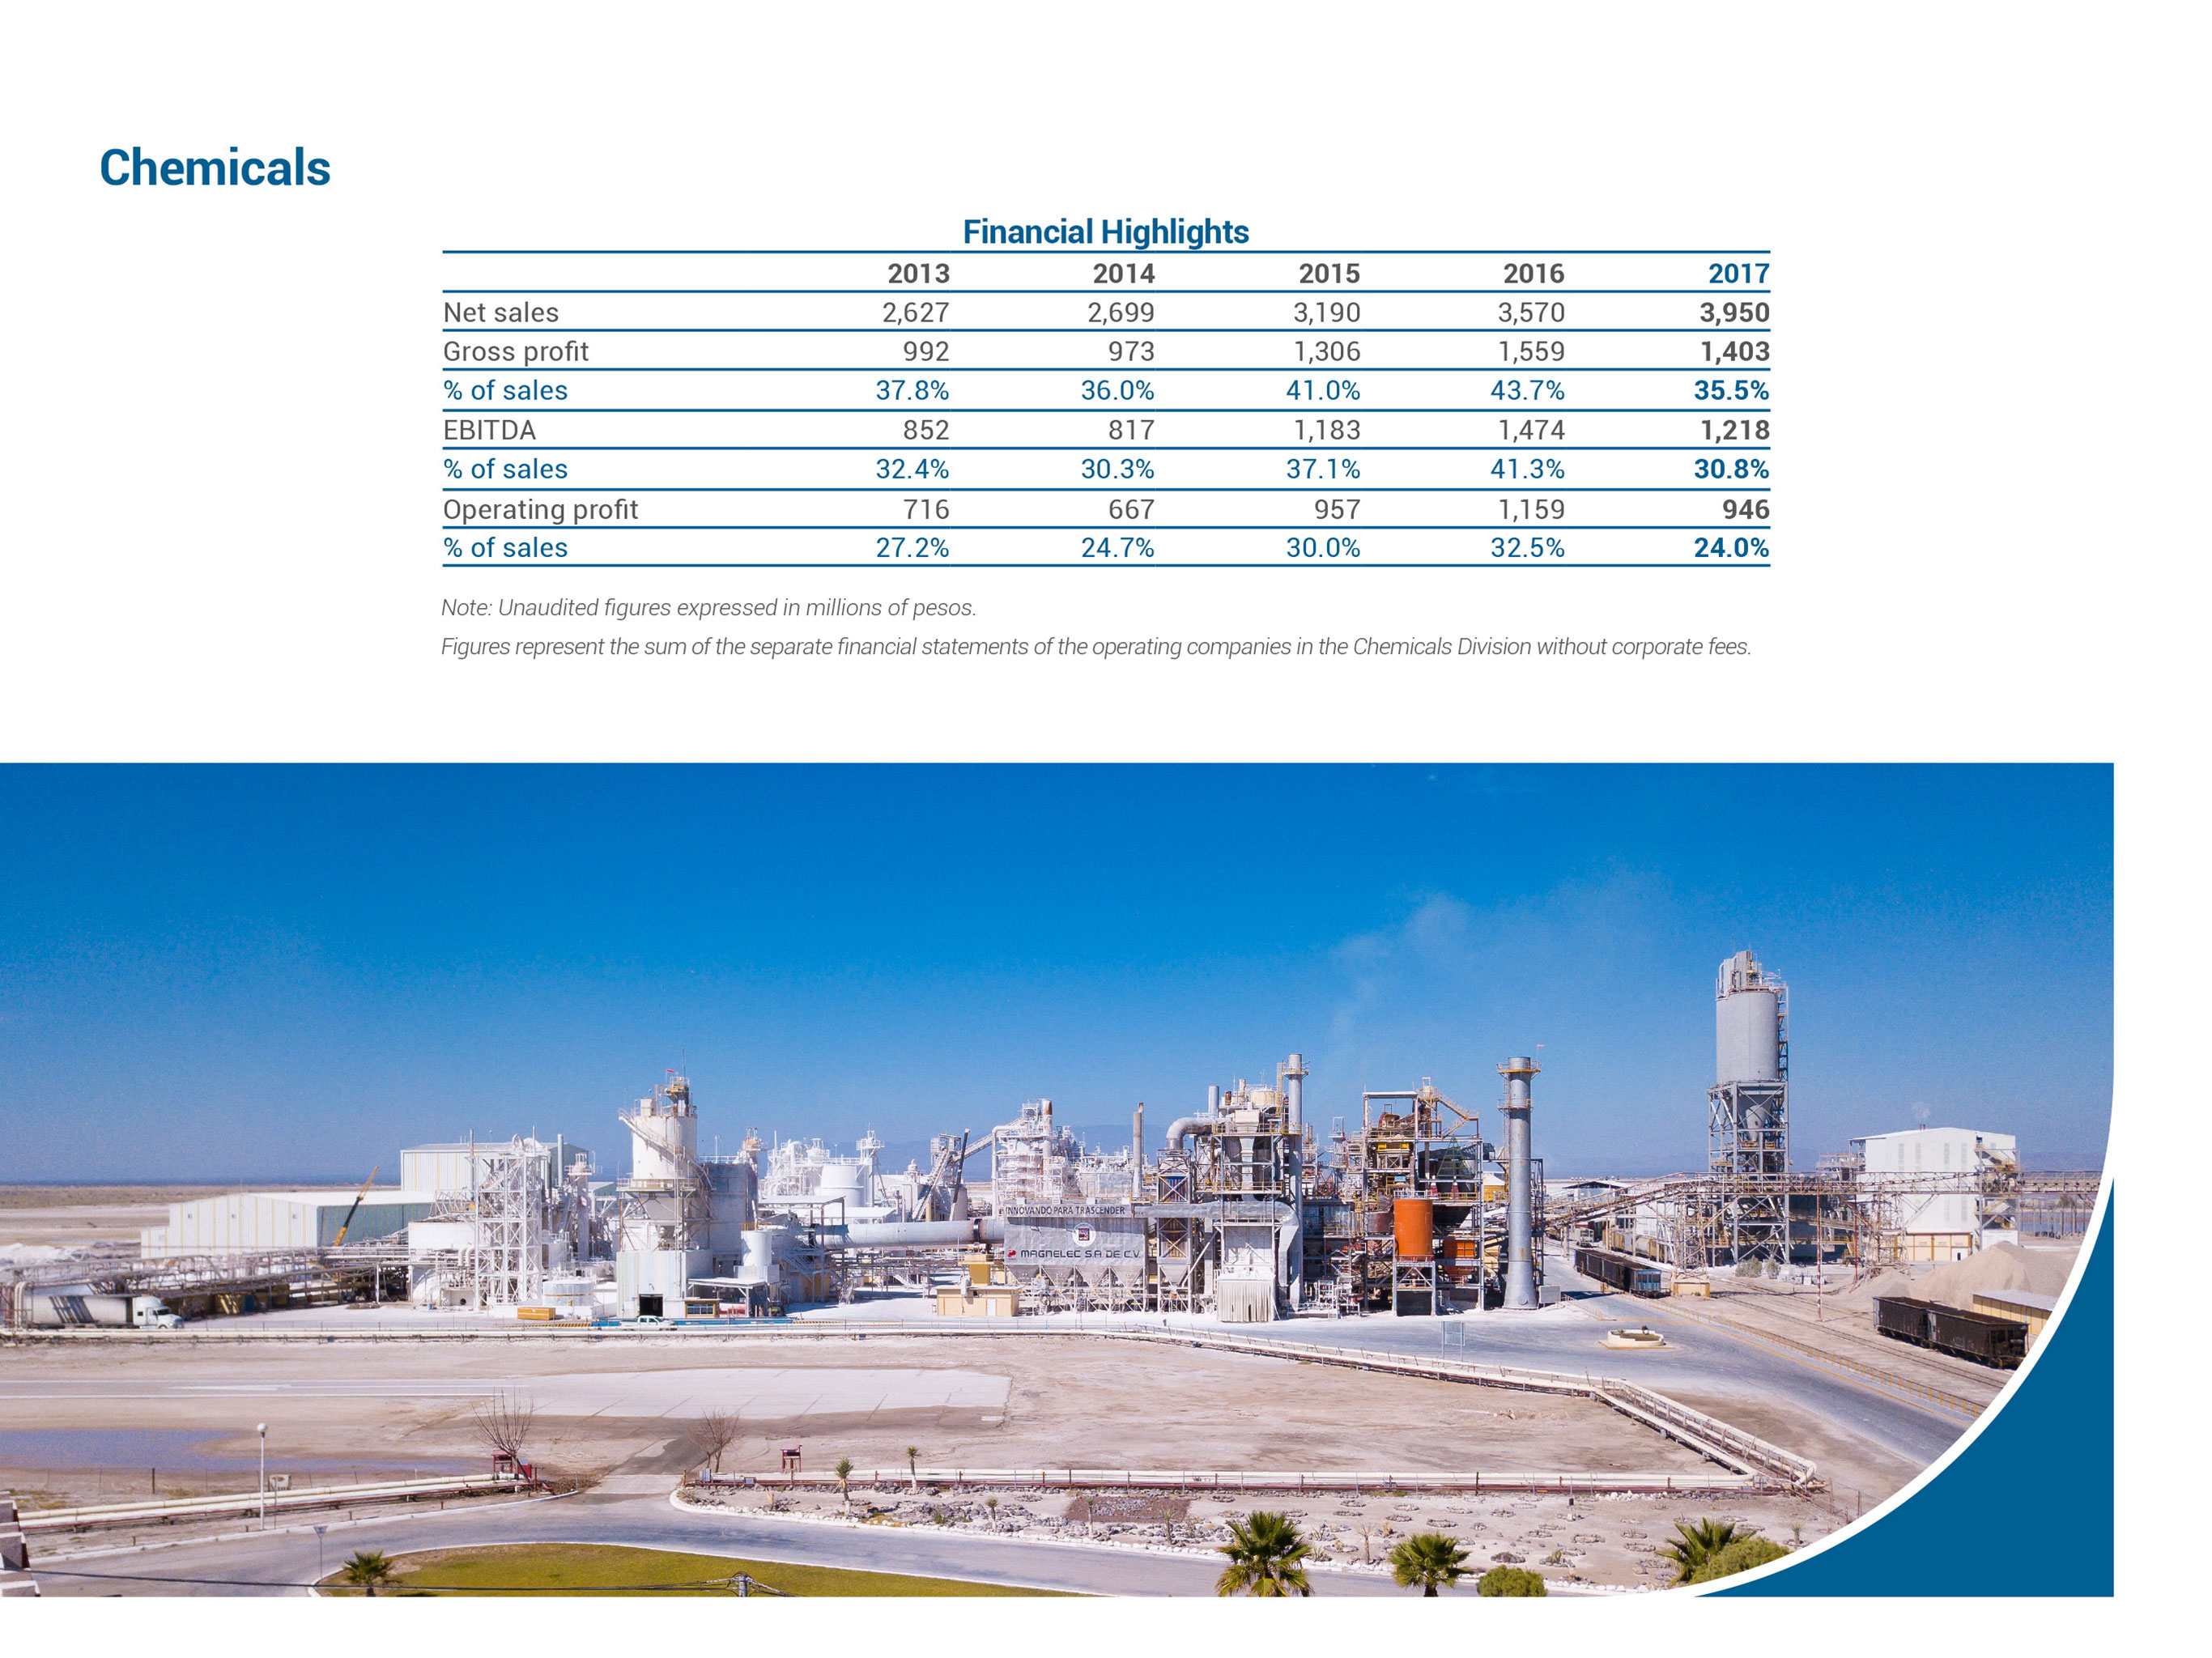 Chemicals
Financial Highlights
2013 2014 2015 2016 2017
Net sales 2,627 2,699 3,190 3,570 3,950
Gross profit 992 973 1,306 1,559 1,403
% of sales 37.8% 36.0% 41.0% 43.7% 35.5%
EBITDA 852 817 1,183 1,474 1,218
% of sales 32.4% 30.3% 37.1% 41.3% 30.8%
Operating profit 716 667 957 1,159 946
% of sales 27.2% 24.7% 30.0% 32.5% 24.0%
Note: Unaudited figures expressed in millions of pesos.
Figures represent the sum of the separate financial statements of the operating companies in the Chemicals Division without corporate fees.
INNOVANDO PARA TRASCENDER
MAGNELEC S.A DE C.V